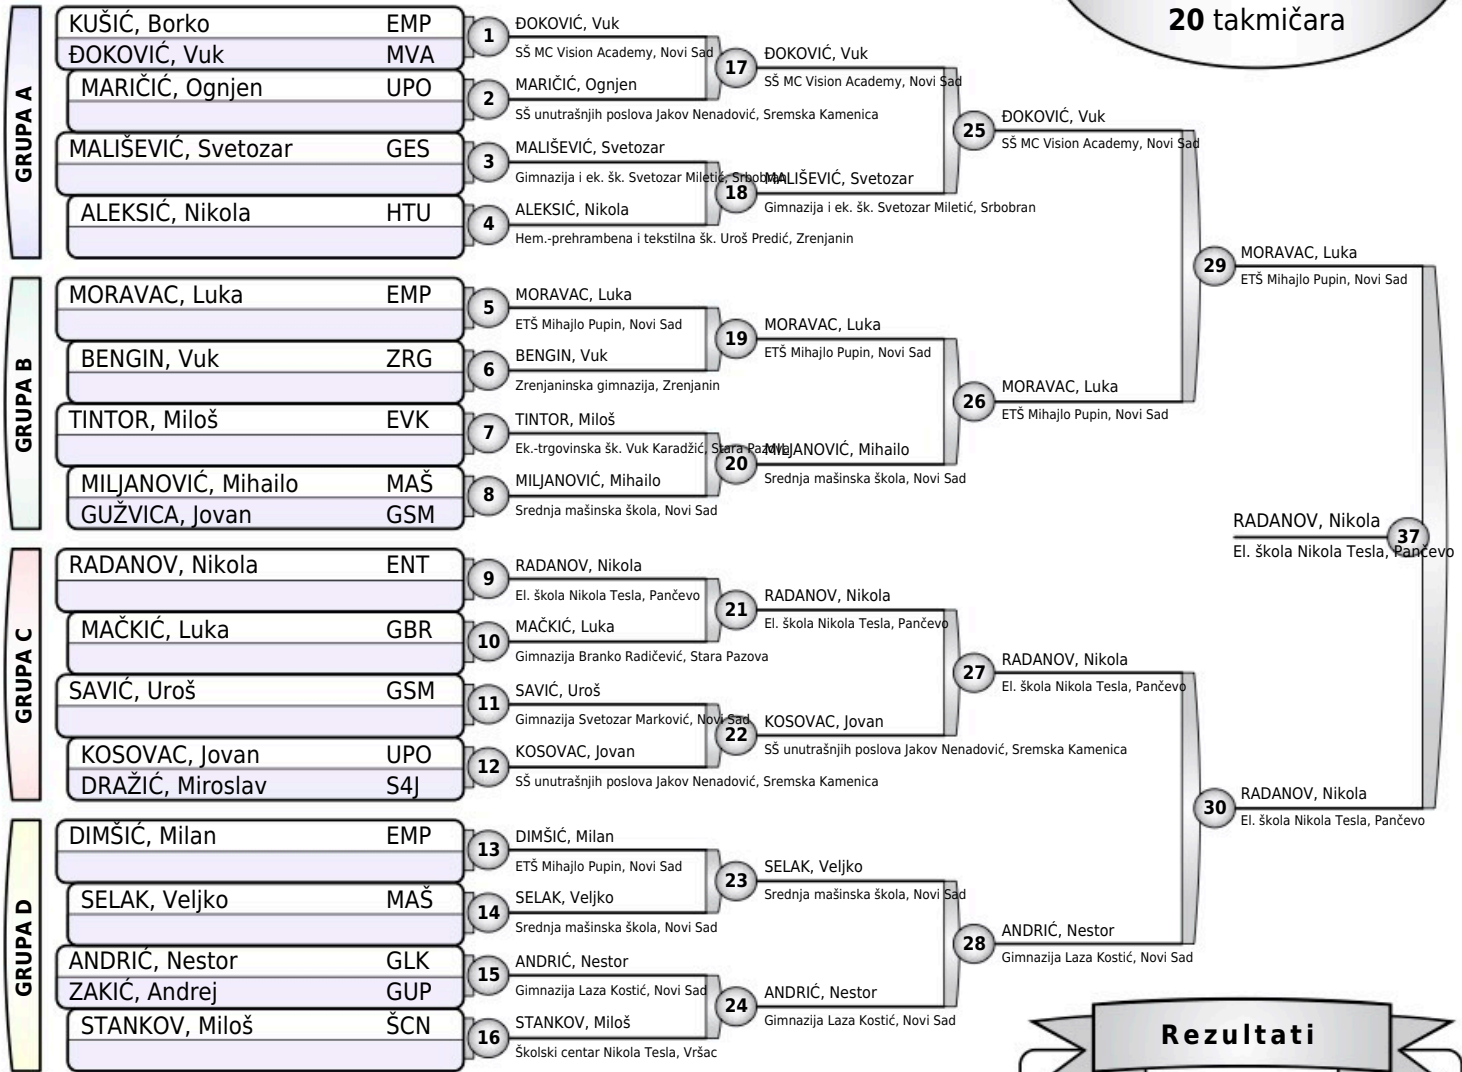 20 takmičara
GRUPA A
KUŠIĆ, Borko EMP
ĐOKOVIĆ, Vuk MVA
MARIČIĆ, Ognjen UPO
MALIŠEVIĆ, Svetozar GES
ALEKSIĆ, Nikola HTU
1
ĐOKOVIĆ, Vuk
SŠ MC Vision Academy, Novi Sad
2
MARIČIĆ, Ognjen
SŠ unutrašnjih poslova Jakov Nenadović, Sremska Kamenica
3
MALIŠEVIĆ, Svetozar
Gimnazija i ek. šk. Svetozar Miletić, Srbobran
4
ALEKSIĆ, Nikola
Hem.-prehrambena i tekstilna šk. Uroš Predić, Zrenjanin
17
ĐOKOVIĆ, Vuk
SŠ MC Vision Academy, Novi Sad
18
MALIŠEVIĆ, Svetozar
Gimnazija i ek. šk. Svetozar Miletić, Srbobran
25
ĐOKOVIĆ, Vuk
SŠ MC Vision Academy, Novi Sad
GRUPA B
MORAVAC, Luka EMP
BENGIN, Vuk ZRG
TINTOR, Miloš EVK
MILJANOVIĆ, Mihailo MAŠ
GUŽVICA, Jovan GSM
5
MORAVAC, Luka
ETŠ Mihajlo Pupin, Novi Sad
6
BENGIN, Vuk
Zrenjaninska gimnazija, Zrenjanin
7
TINTOR, Miloš
Ek.-trgovinska šk. Vuk Karadžić, Stara Pazova
8
MILJANOVIĆ, Mihailo
Srednja mašinska škola, Novi Sad
19
MORAVAC, Luka
ETŠ Mihajlo Pupin, Novi Sad
20
MILJANOVIĆ, Mihailo
Srednja mašinska škola, Novi Sad
26
MORAVAC, Luka
ETŠ Mihajlo Pupin, Novi Sad
29
MORAVAC, Luka
ETŠ Mihajlo Pupin, Novi Sad
GRUPA C
RADANOV, Nikola ENT
MAČKIĆ, Luka GBR
SAVIĆ, Uroš GSM
KOSOVAC, Jovan UPO
DRAŽIĆ, Miroslav S4J
9
RADANOV, Nikola
El. škola Nikola Tesla, Pančevo
10
MAČKIĆ, Luka
Gimnazija Branko Radičević, Stara Pazova
11
SAVIĆ, Uroš
Gimnazija Svetozar Marković, Novi Sad
12
KOSOVAC, Jovan
SŠ unutrašnjih poslova Jakov Nenadović, Sremska Kamenica
21
RADANOV, Nikola
El. škola Nikola Tesla, Pančevo
22
KOSOVAC, Jovan
SŠ unutrašnjih poslova Jakov Nenadović, Sremska Kamenica
27
RADANOV, Nikola
El. škola Nikola Tesla, Pančevo
GRUPA D
DIMŠIĆ, Milan EMP
SELAK, Veljko MAŠ
ANDRIĆ, Nestor GLK
ZAKIĆ, Andrej GUP
STANKOV, Miloš ŠCN
13
DIMŠIĆ, Milan
ETŠ Mihajlo Pupin, Novi Sad
14
SELAK, Veljko
Srednja mašinska škola, Novi Sad
15
ANDRIĆ, Nestor
Gimnazija Laza Kostić, Novi Sad
16
STANKOV, Miloš
Školski centar Nikola Tesla, Vršac
23
SELAK, Veljko
Srednja mašinska škola, Novi Sad
24
ANDRIĆ, Nestor
Gimnazija Laza Kostić, Novi Sad
28
ANDRIĆ, Nestor
Gimnazija Laza Kostić, Novi Sad
30
RADANOV, Nikola
El. škola Nikola Tesla, Pančevo
37
RADANOV, Nikola
El. škola Nikola Tesla, Pančevo
Rezultati